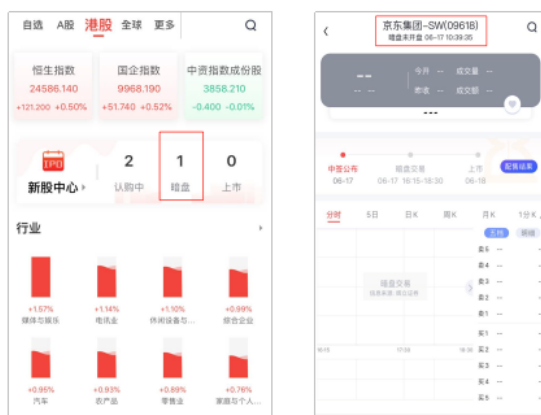 自选 A股 港股 全球 更多
恒生指数 国企指数 中资指数成份股
24586.140 9968.190 3858.210
+121.200 +0.50% +51.740 +0.52% -0.400 -0.01%
IPO
新股中心 2 1 0
认购中 暗盘 上市
行业
+1.57% +1.14% +1.10% +0.99%
媒体与娱乐 电讯业 休闲设备与... 综合企业
+0.95% +0.93% +0.89% +0.76%
汽车 农产品 零售业 家庭与个人...
京东集团-SW(09618)
暗盘未开盘 06-17 10:39:35
-- 今开 -- 成交量 --
-- -- 昨收 -- 成交额 --
---
中签公布 暗盘交易 上市 配售结果
06-17 06-17 16:15-18:30 06-18
分时 5日 日K 周K 月K 1分K
五档 明细
卖5 --
卖4 --
暗盘交易 卖3 --
卖2 --
卖1 --
买1 --
16:15 18:30 买2 --
买3 --
买4 --
买5 --